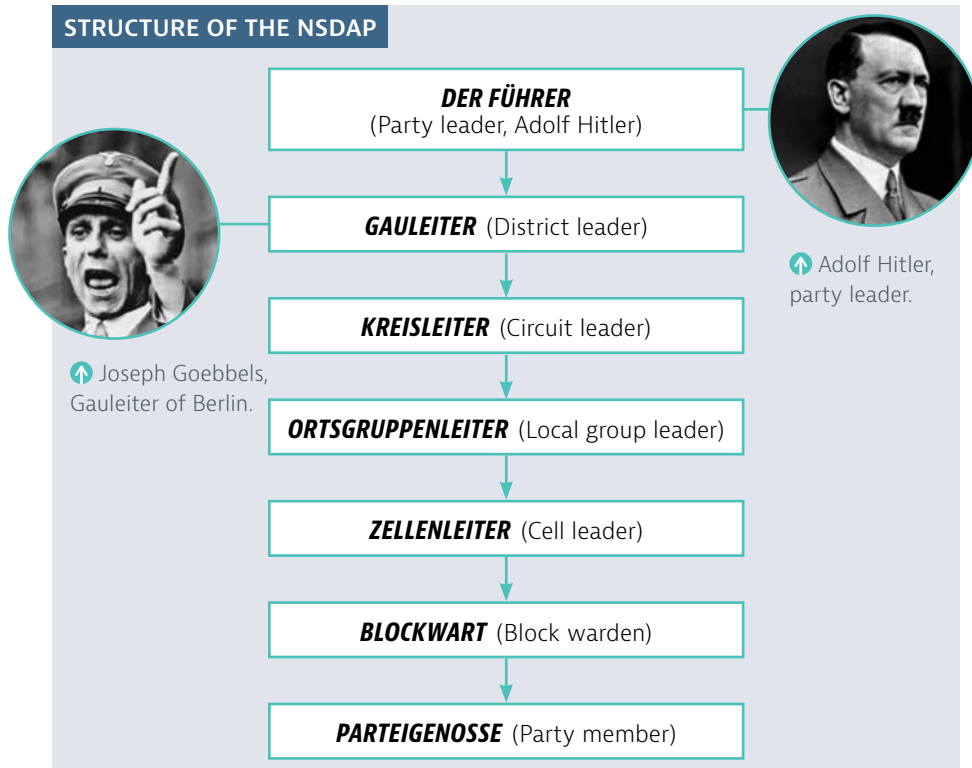 STRUCTURE OF THE NSDAP
DER FÜHRER
(Party leader, Adolf Hitler)
GAULEITER (District leader)
Adolf Hitler,
party leader.
KREISLEITER (Circuit leader)
Joseph Goebbels,
Gauleiter of Berlin.
ORTSGRUPPENLEITER (Local group leader)
ZELLENLEITER (Cell leader)
BLOCKWART (Block warden)
PARTEIGENOSSE (Party member)